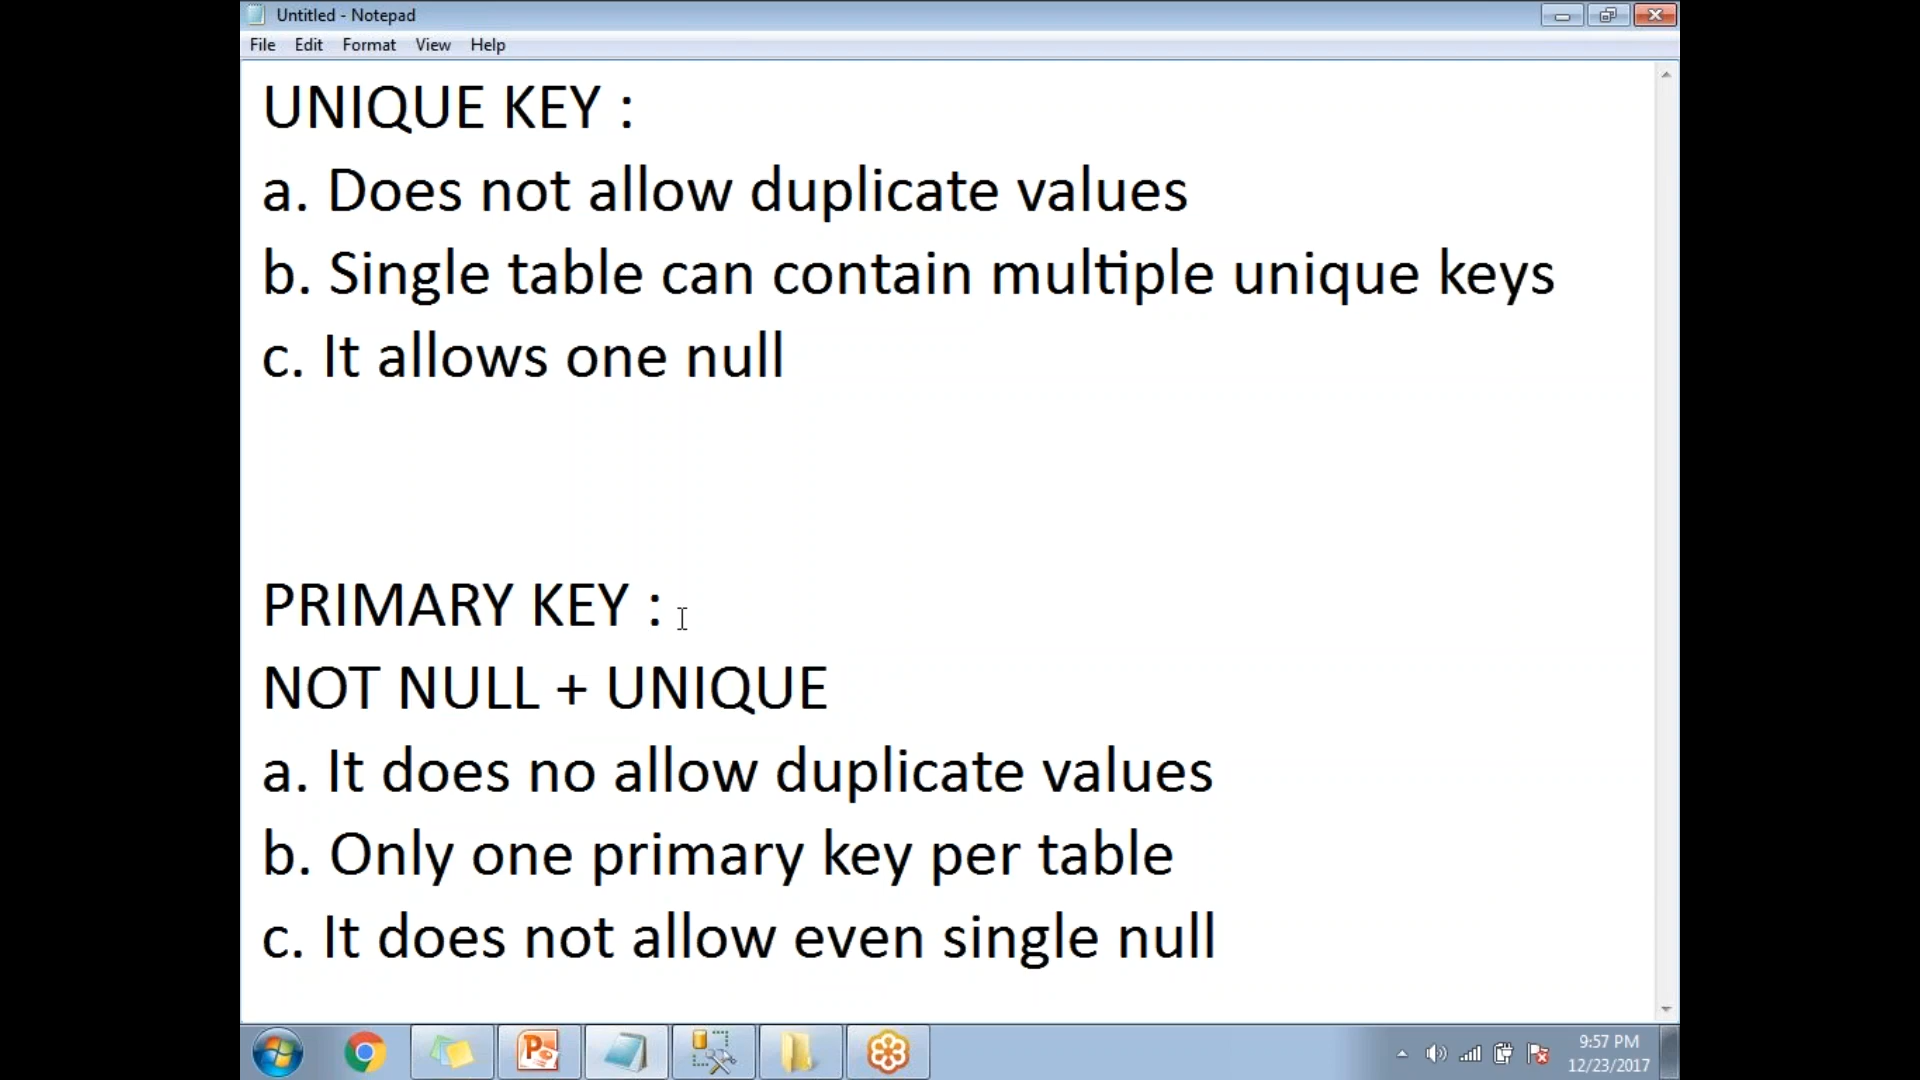 Untitled - Notepad
File Edit Format View Help
UNIQUE KEY :
a. Does not allow duplicate values
b. Single table can contain multiple unique keys
c. It allows one null
PRIMARY KEY :
NOT NULL + UNIQUE
a. It does no allow duplicate values
b. Only one primary key per table
c. It does not allow even single null
9:57 PM
12/23/2017